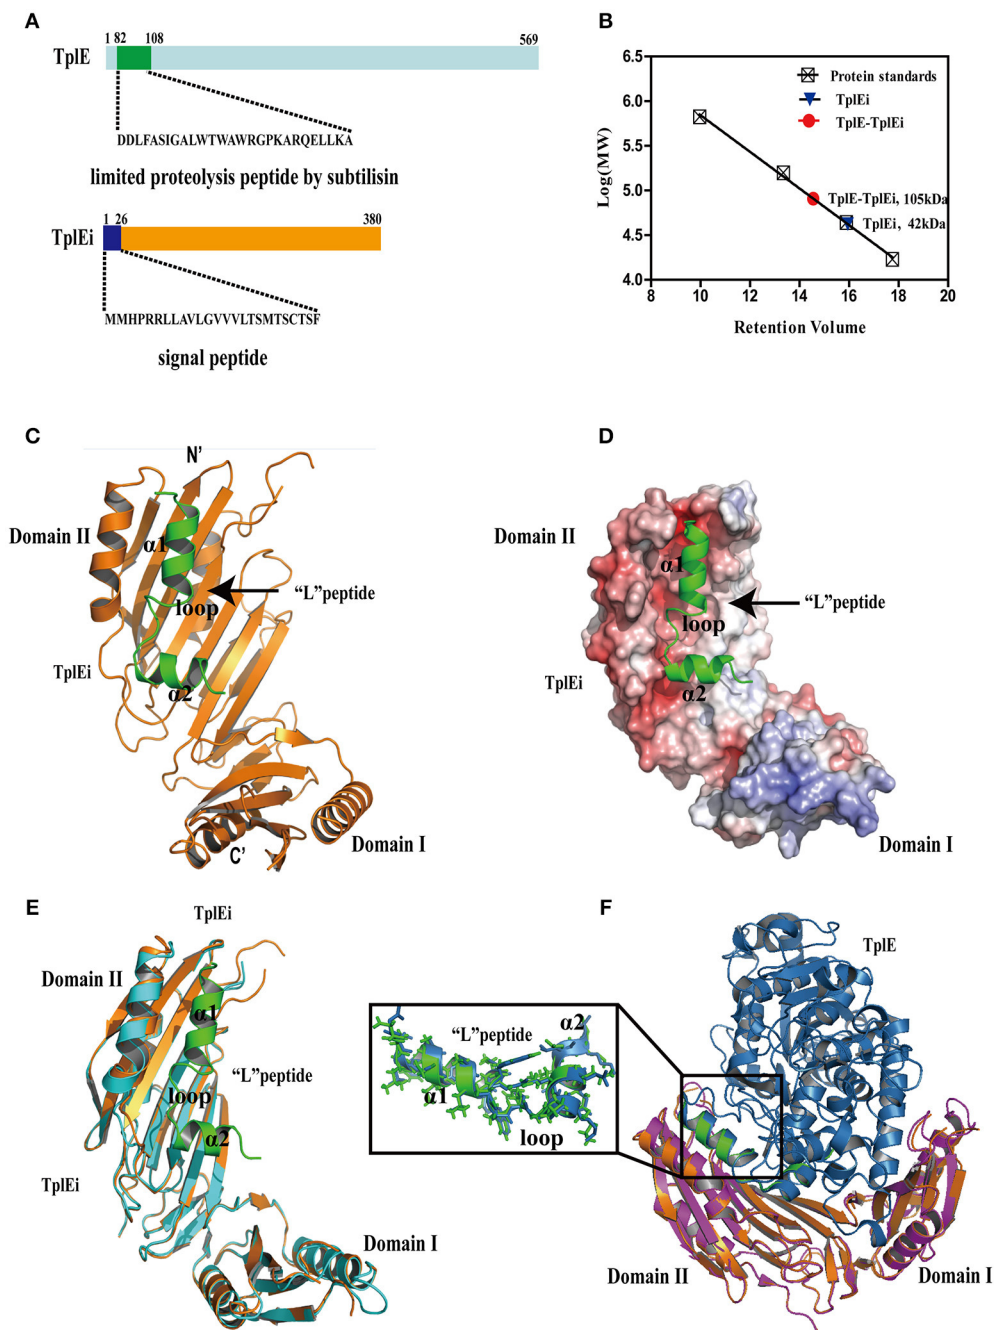 A
1 82 108 569
TplE
DDLFASIGALWTWAWRGPKARQELLKA
limited proteolysis peptide by subtilisin
1 26 380
TplEi
MMHPRRLLAVLGVVVLTSMTSCTSF
signal peptide
B
6.5
6.0
5.5
5.0
4.5
4.0
Log(MW)
Protein standards
TplEi
TplE-TplEi
TplE-TplEi, 105kDa
TplEi, 42kDa
8 10 12 14 16 18 20
Retention Volume
C
N'
Domain II
α1
"L"peptide
loop
TplEi
α2
Domain I
C'
D
Domain II
α1
"L"peptide
loop
TplEi
α2
Domain I
E
TplEi
Domain II
α1
"L"peptide
loop
α2
TplEi
Domain I
F
TplE
"L"peptide
α2
α1
loop
Domain II
Domain I